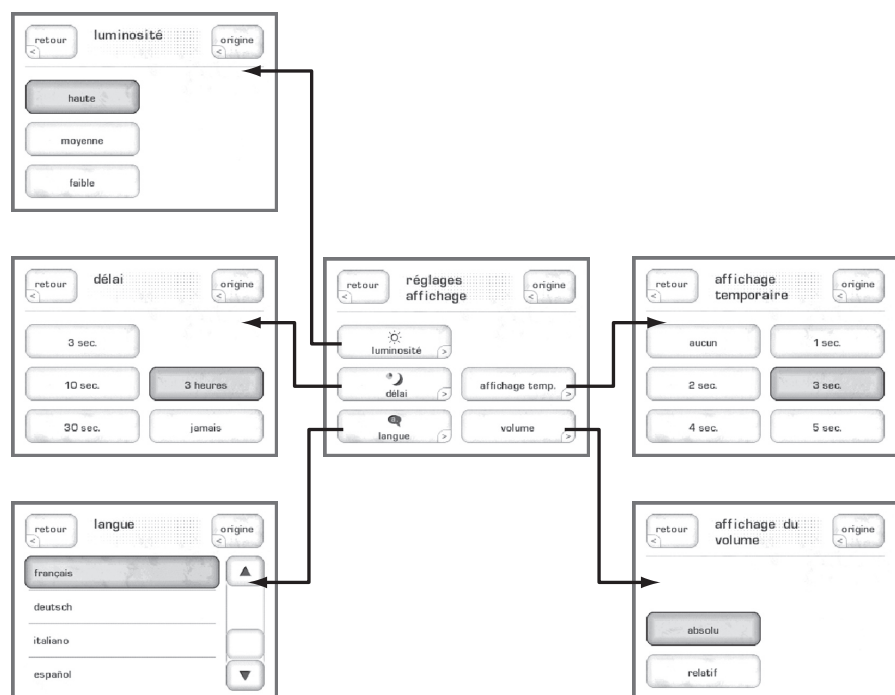 retour
luminosité
origine
haute
moyenne
faible
retour
délai
origine
3 sec.
10 sec.
3 heures
30 sec.
jamais
retour
réglages
affichage
origine
luminosité
délai
affichage temp.
langue
volume
retour
affichage
temporaire
origine
aucun
1 sec.
2 sec.
3 sec.
4 sec.
5 sec.
retour
langue
origine
français
deutsch
italiano
español
retour
affichage du
volume
origine
absolu
relatif